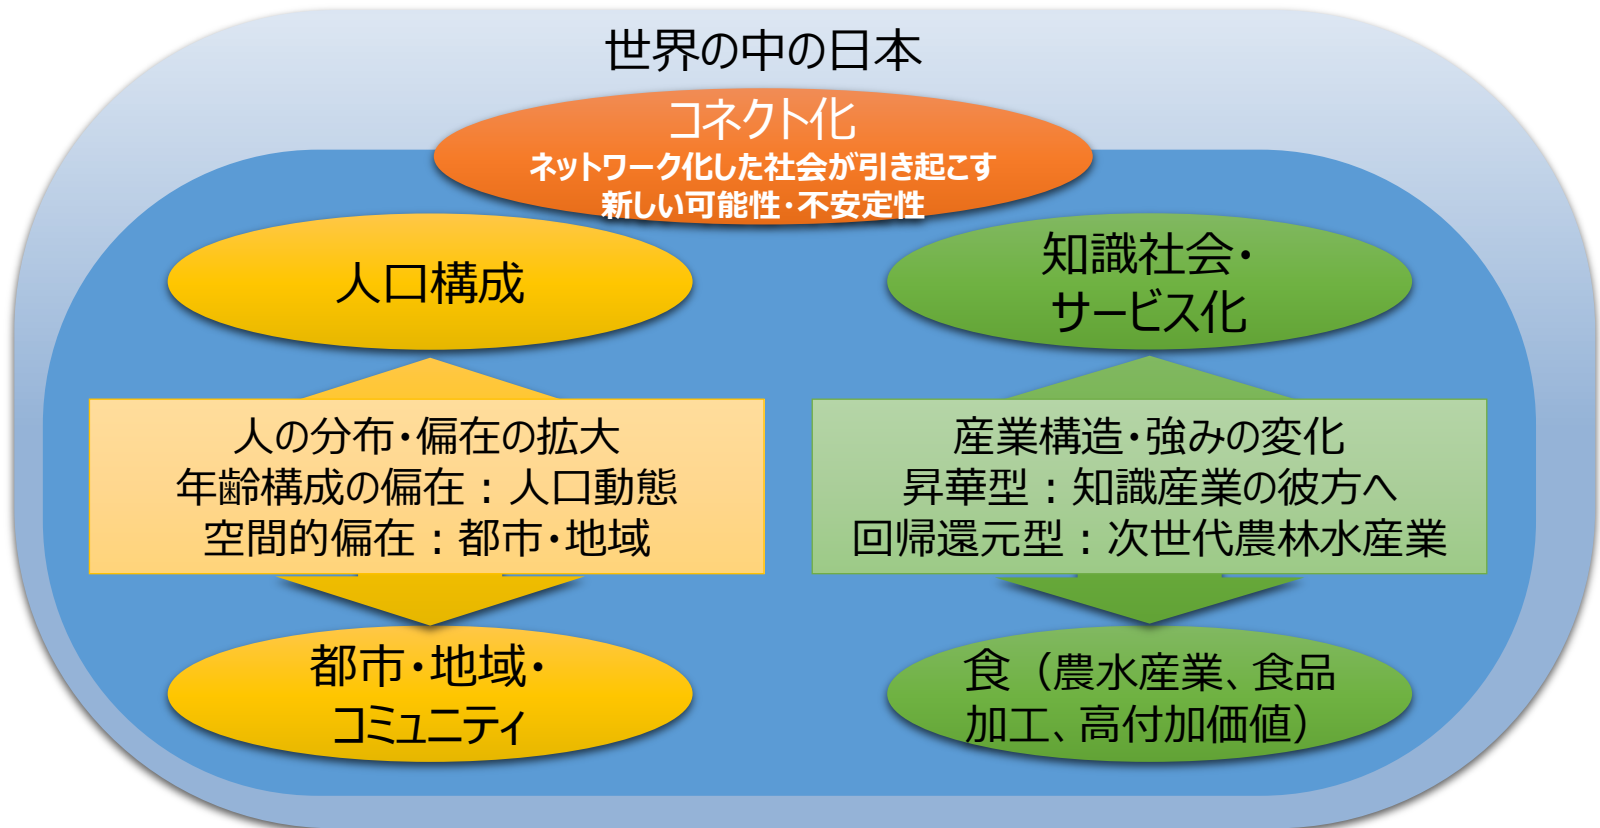 世界の中の日本
コネクト化
ネットワーク化した社会が引き起こす
新しい可能性・不安定性
人口構成
知識社会・
サービス化
人の分布・偏在の拡大
年齢構成の偏在：人口動態
空間的偏在：都市・地域
産業構造・強みの変化
昇華型：知識産業の彼方へ
回帰還元型：次世代農林水産業
都市・地域・
コミュニティ
食（農水産業、食品
加工、高付加価値）